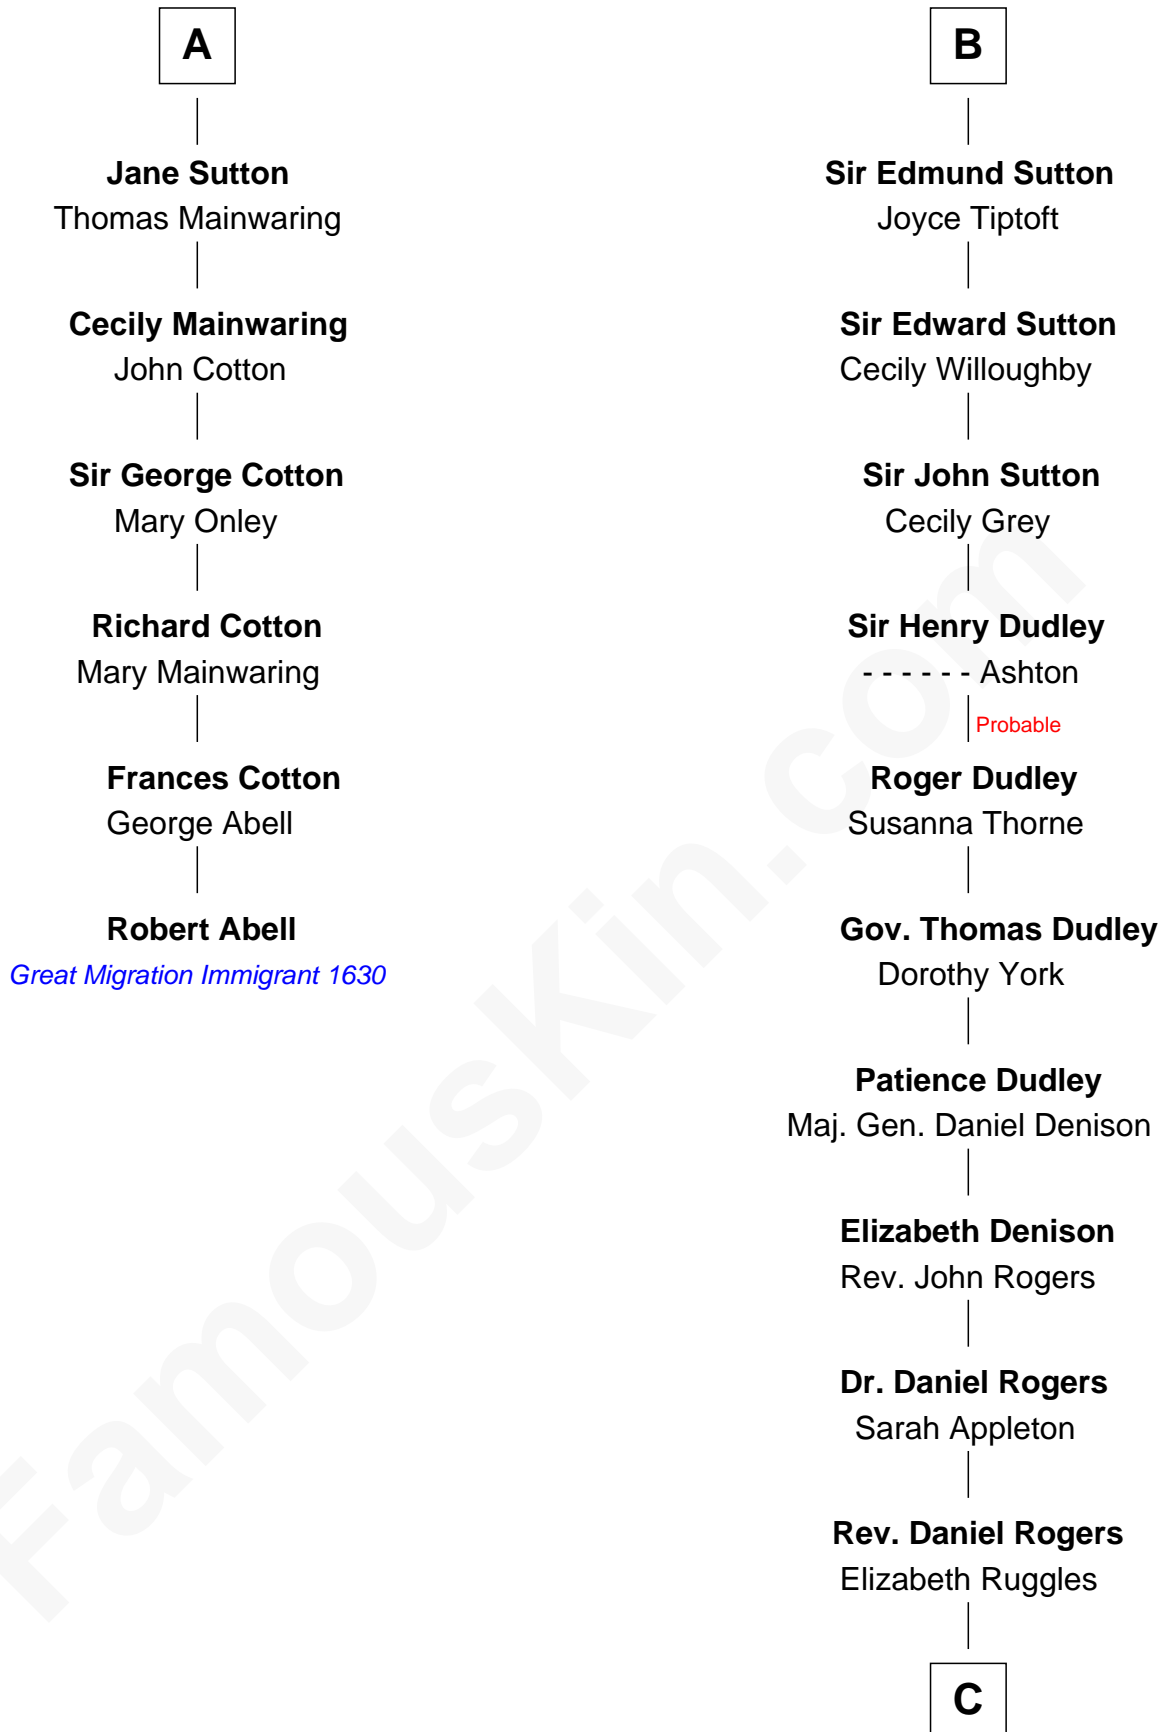 A
Jane Sutton
Thomas Mainwaring
Cecily Mainwaring
John Cotton
Sir George Cotton
Mary Onley
Richard Cotton
Mary Mainwaring
Frances Cotton
George Abell
Robert Abell
Great Migration Immigrant 1630
B
Sir Edmund Sutton
Joyce Tiptoft
Sir Edward Sutton
Cecily Willoughby
Sir John Sutton
Cecily Grey
Sir Henry Dudley
- - - - - - Ashton
Probable
Roger Dudley
Susanna Thorne
Gov. Thomas Dudley
Dorothy York
Patience Dudley
Maj. Gen. Daniel Denison
Elizabeth Denison
Rev. John Rogers
Dr. Daniel Rogers
Sarah Appleton
Rev. Daniel Rogers
Elizabeth Ruggles
C
FamousKin.com